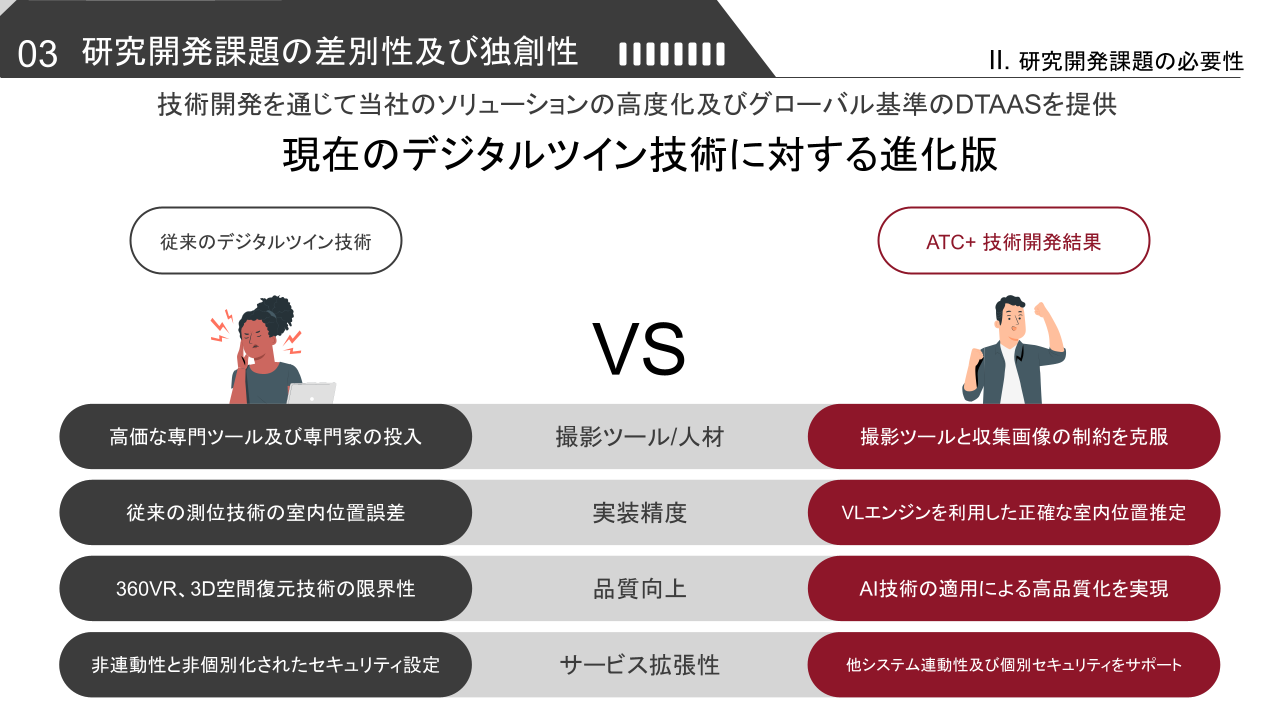 03 研究開発課題の差別性及び独創性
II. 研究開発課題の必要性
技術開発を通じて当社のソリューションの高度化及びグローバル基準のDTAASを提供
現在のデジタルツイン技術に対する進化版
従来のデジタルツイン技術
ATC+ 技術開発結果
VS
高価な専門ツール及び専門家の投入
撮影ツール/人材
撮影ツールと収集画像の制約を克服
従来の測位技術の室内位置誤差
実装精度
VLエンジンを利用した正確な室内位置推定
360VR、3D空間復元技術の限界性
品質向上
AI技術の適用による高品質化を実現
非連動性と非個別化されたセキュリティ設定
サービス拡張性
他システム連動性及び個別セキュリティをサポート